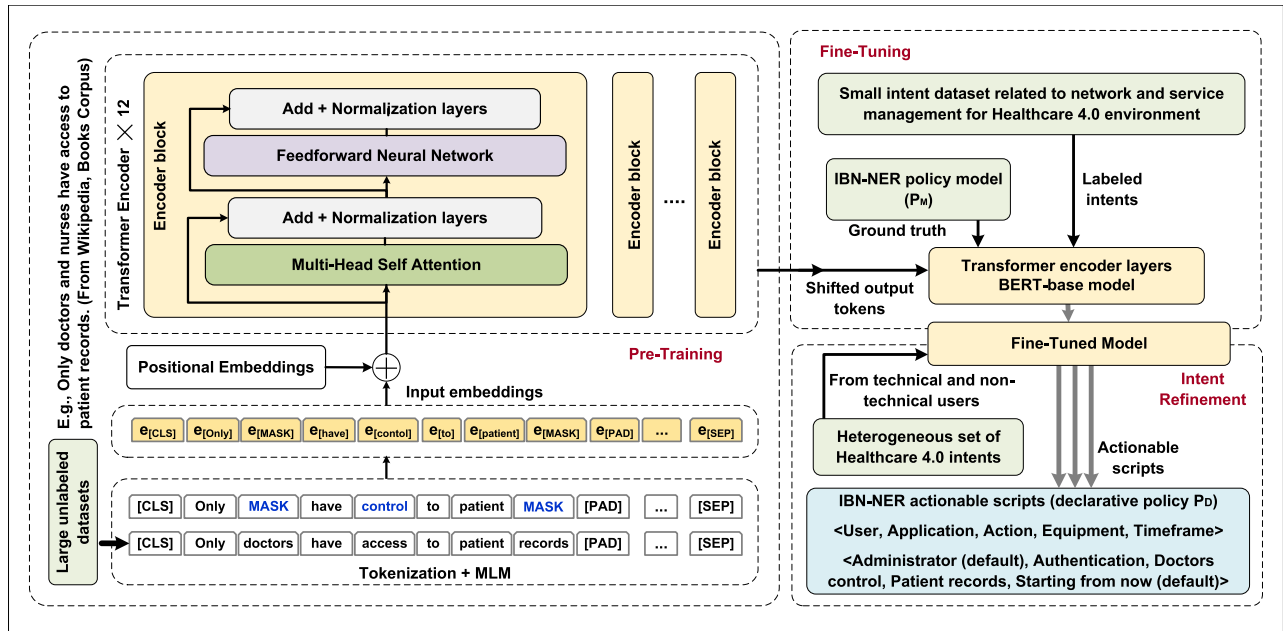 E.g., Only doctors and nurses have access to
patient records. (From Wikipedia, Books Corpus)
Large unlabeled
datasets
Transformer Encoder × 12
Encoder block
Add + Normalization layers
Feedforward Neural Network
Add + Normalization layers
Multi-Head Self Attention
Encoder block
....
Encoder block
Pre-Training
Positional Embeddings
Input embeddings
e[CLS] e[Only] e[MASK] e[have] e[contol] e[to] e[patient] e[MASK] e[PAD] ... e[SEP]
[CLS] Only MASK have control to patient MASK [PAD] ... [SEP]
[CLS] Only doctors have access to patient records [PAD] ... [SEP]
Tokenization + MLM
Fine-Tuning
Small intent dataset related to network and service
management for Healthcare 4.0 environment
IBN-NER policy model
(PM)
Ground truth
Labeled
intents
Shifted output
tokens
Transformer encoder layers
BERT-base model
Fine-Tuned Model
Intent
Refinement
From technical and non-
technical users
Heterogeneous set of
Healthcare 4.0 intents
Actionable
scripts
IBN-NER actionable scripts (declarative policy PD)
<User, Application, Action, Equipment, Timeframe>
<Administrator (default), Authentication, Doctors
control, Patient records, Starting from now (default)>